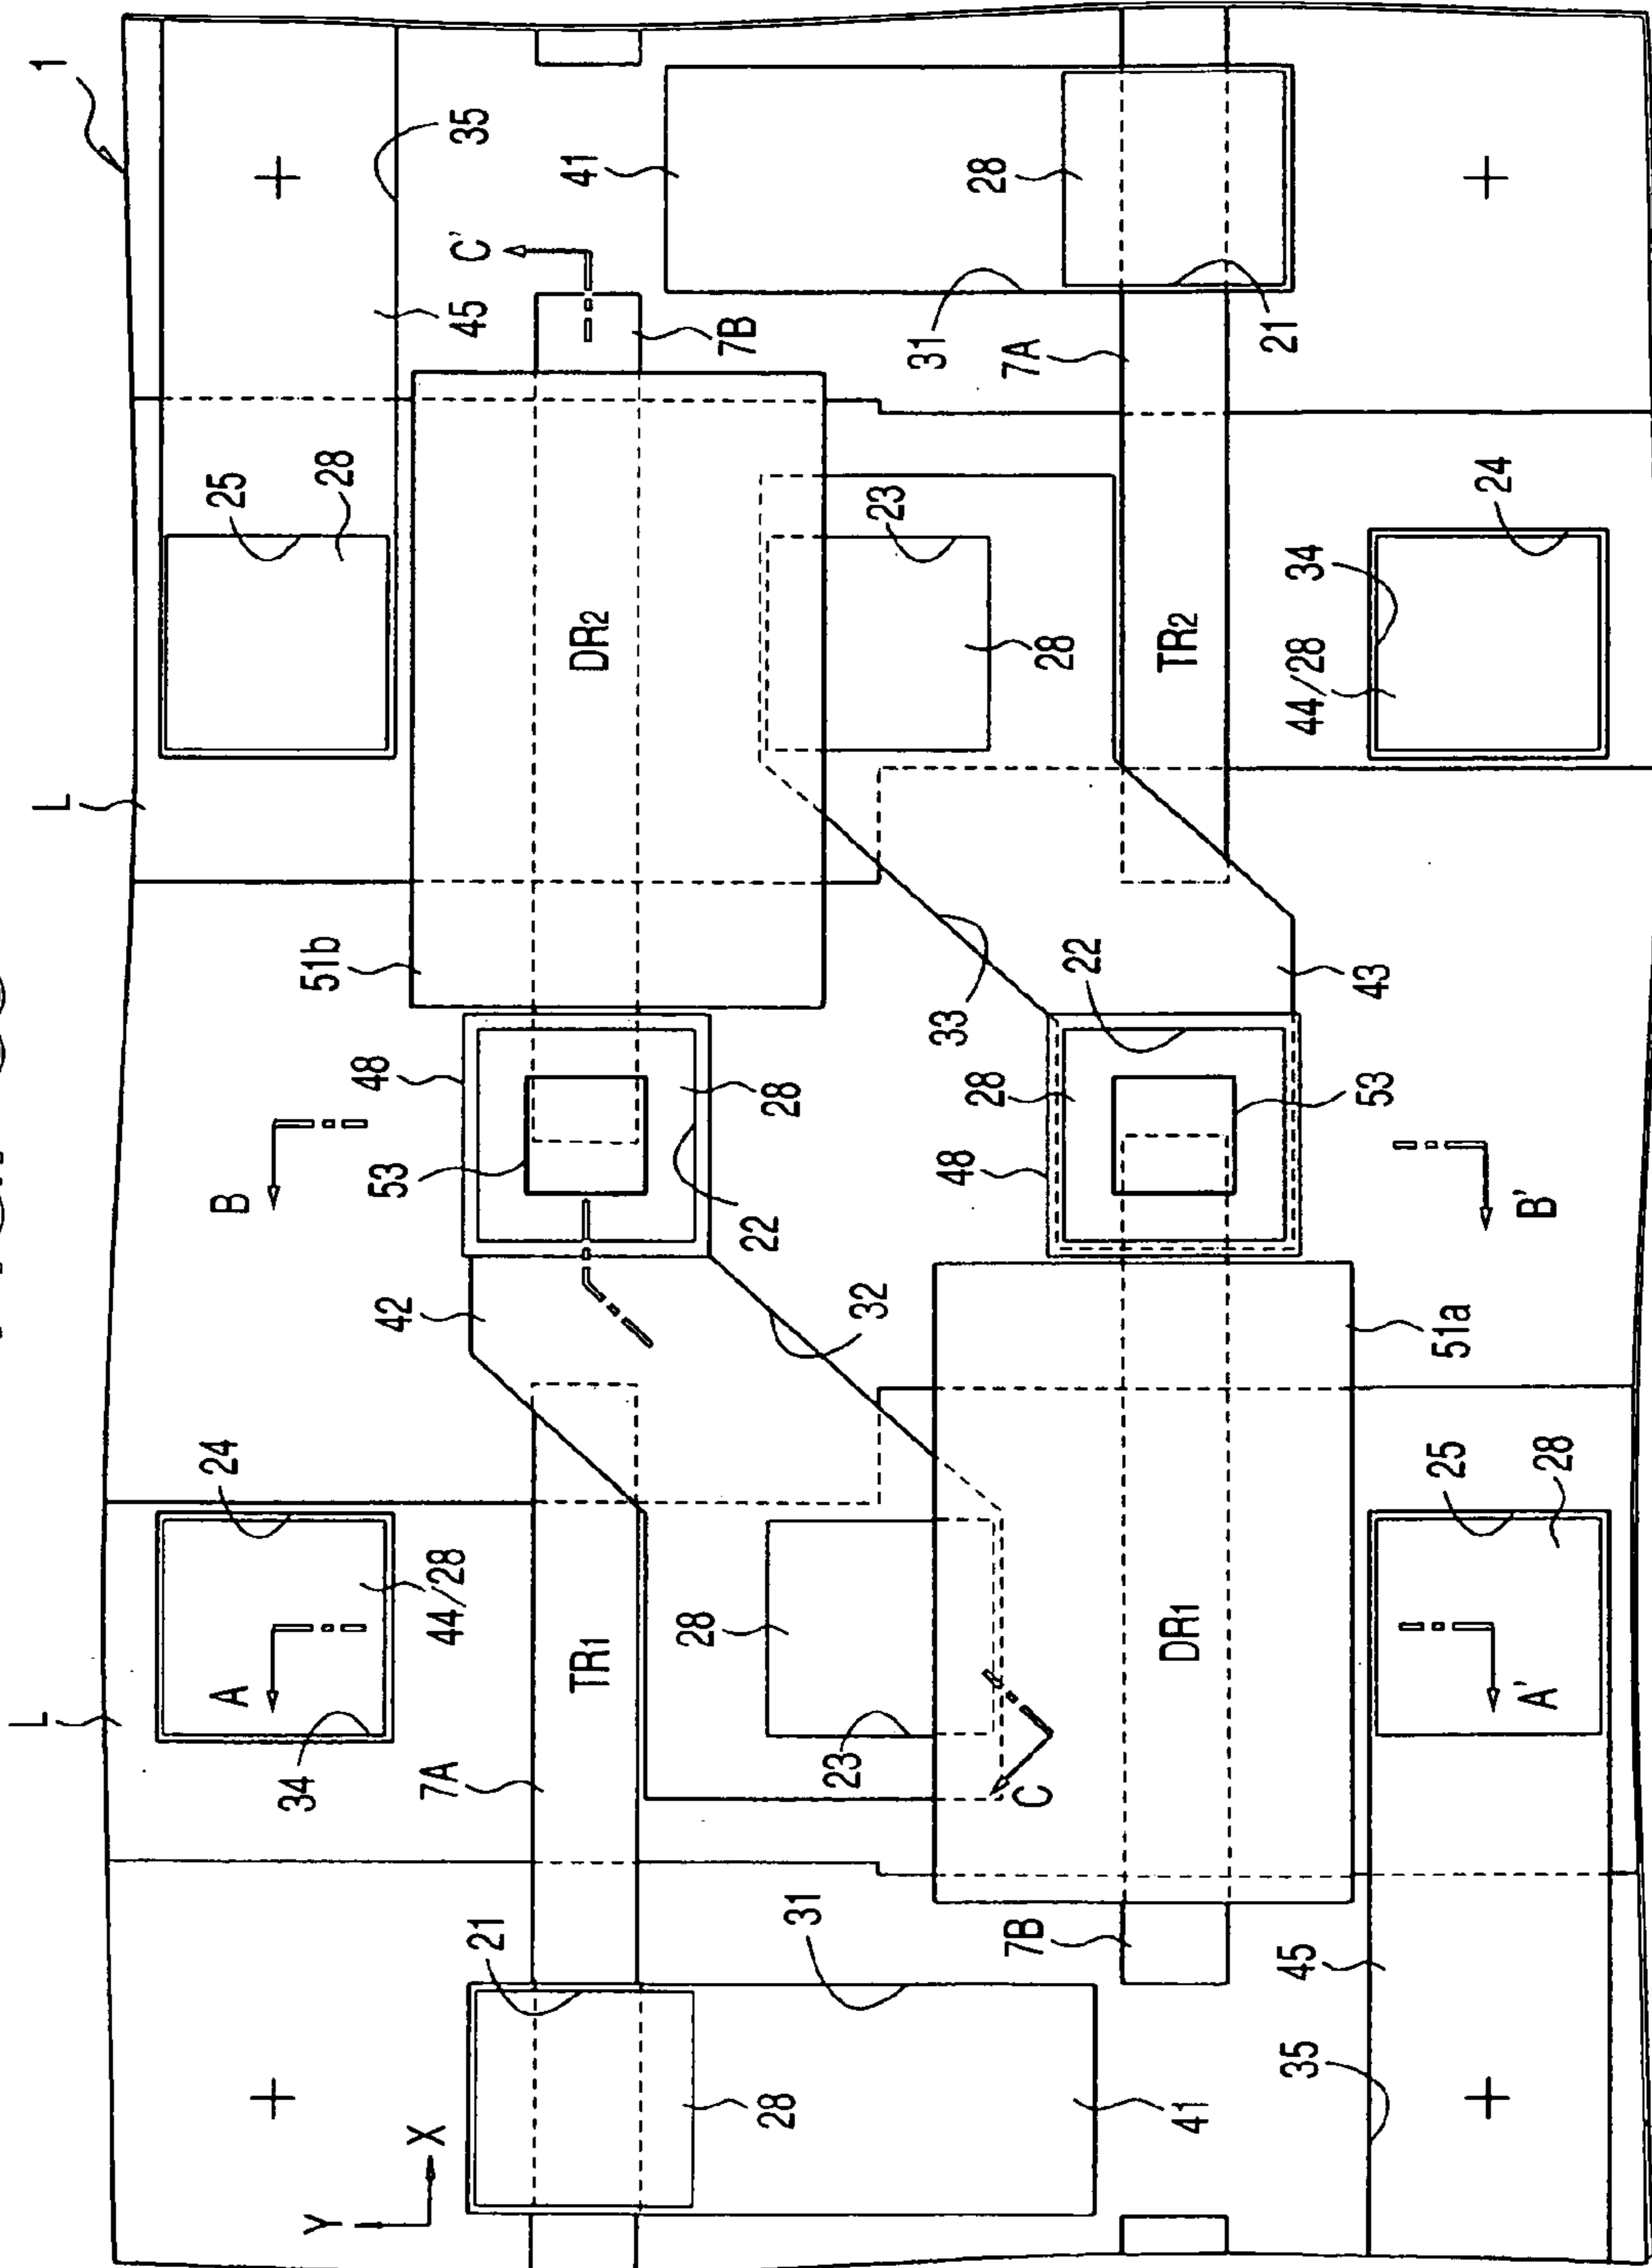 L L 1
A 24 B 25
Y 34 28
X 42 48 35
7A 44/28 53 51b 45 C'
21
TR1 DR2 41
28 28 7B
28 22
31
23 32
23 31
48 28 33 28
7B C 28 7A
22
41 DR1 TR2
21
35 45 44/28 34
53 43
25 51a 24
A' B'
28